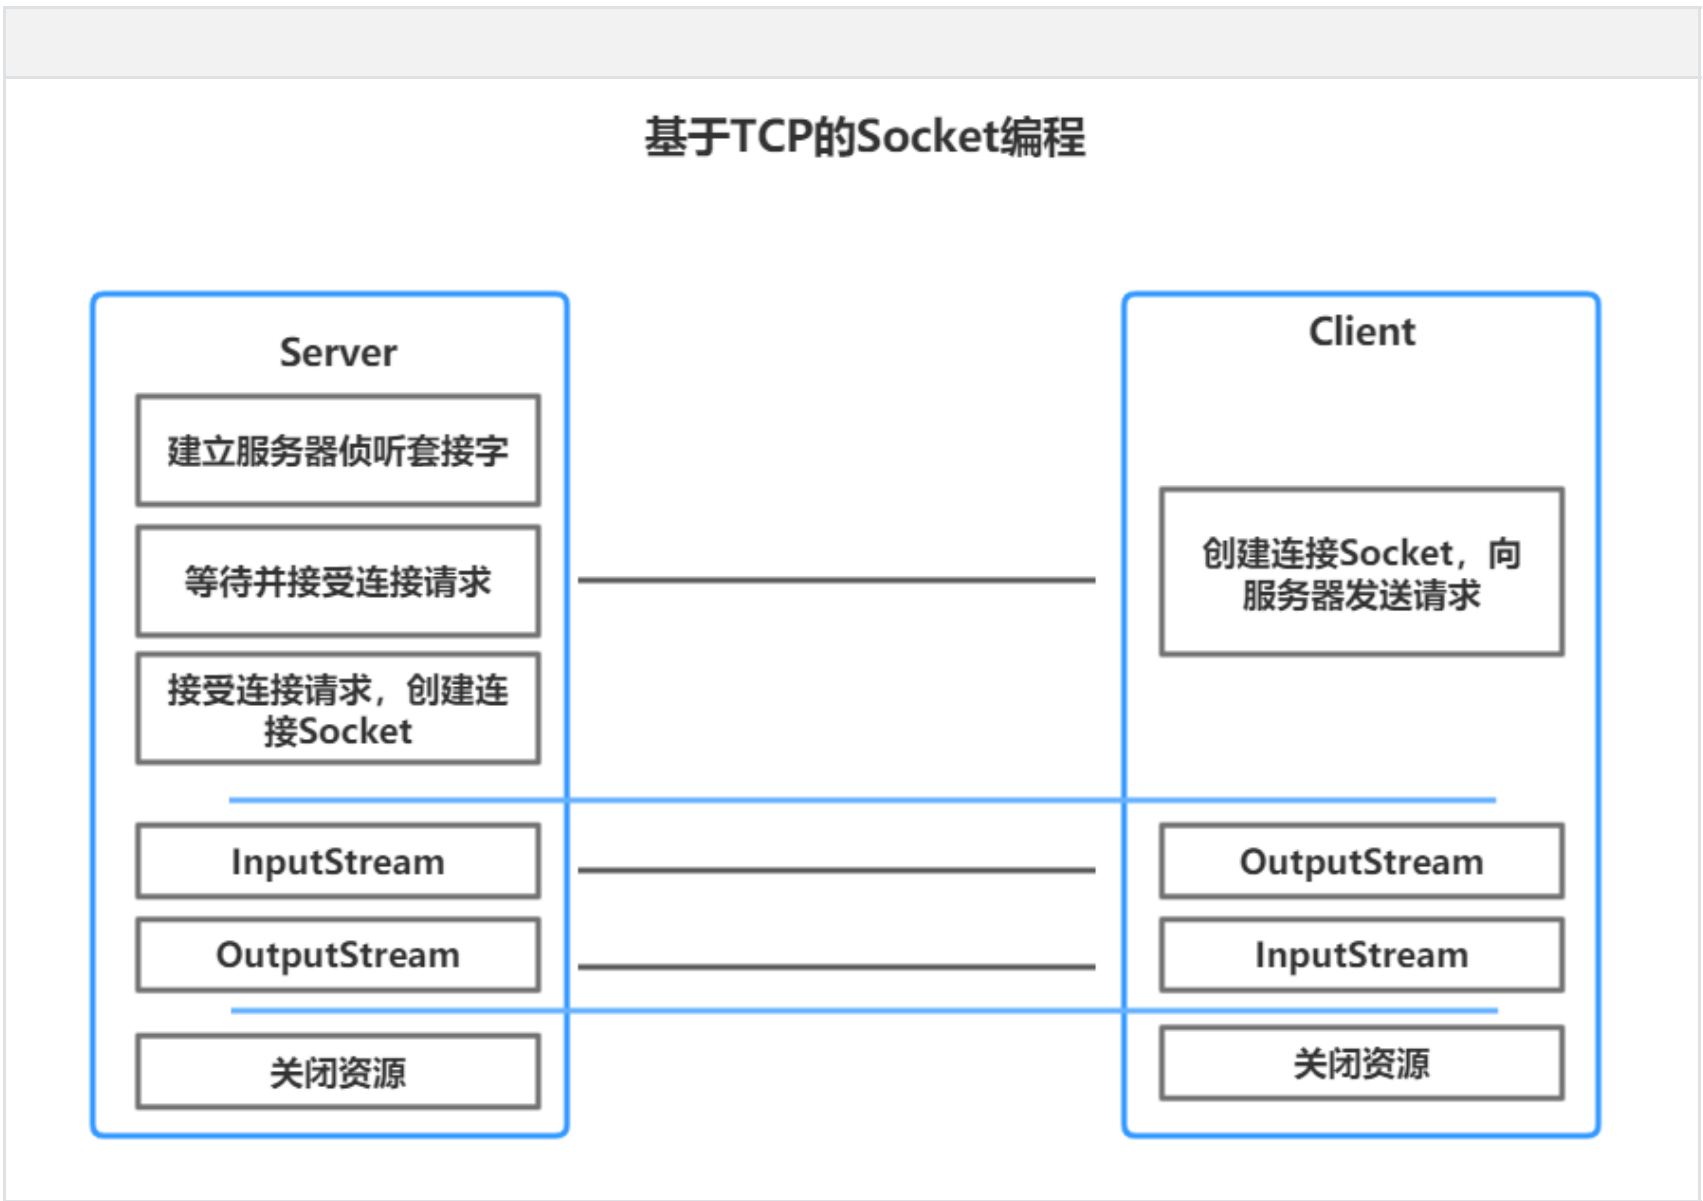 基于TCP的Socket编程
Server
建立服务器侦听套接字
等待并接受连接请求
接受连接请求，创建连
接Socket
InputStream
OutputStream
关闭资源
Client
创建连接Socket，向
服务器发送请求
OutputStream
InputStream
关闭资源